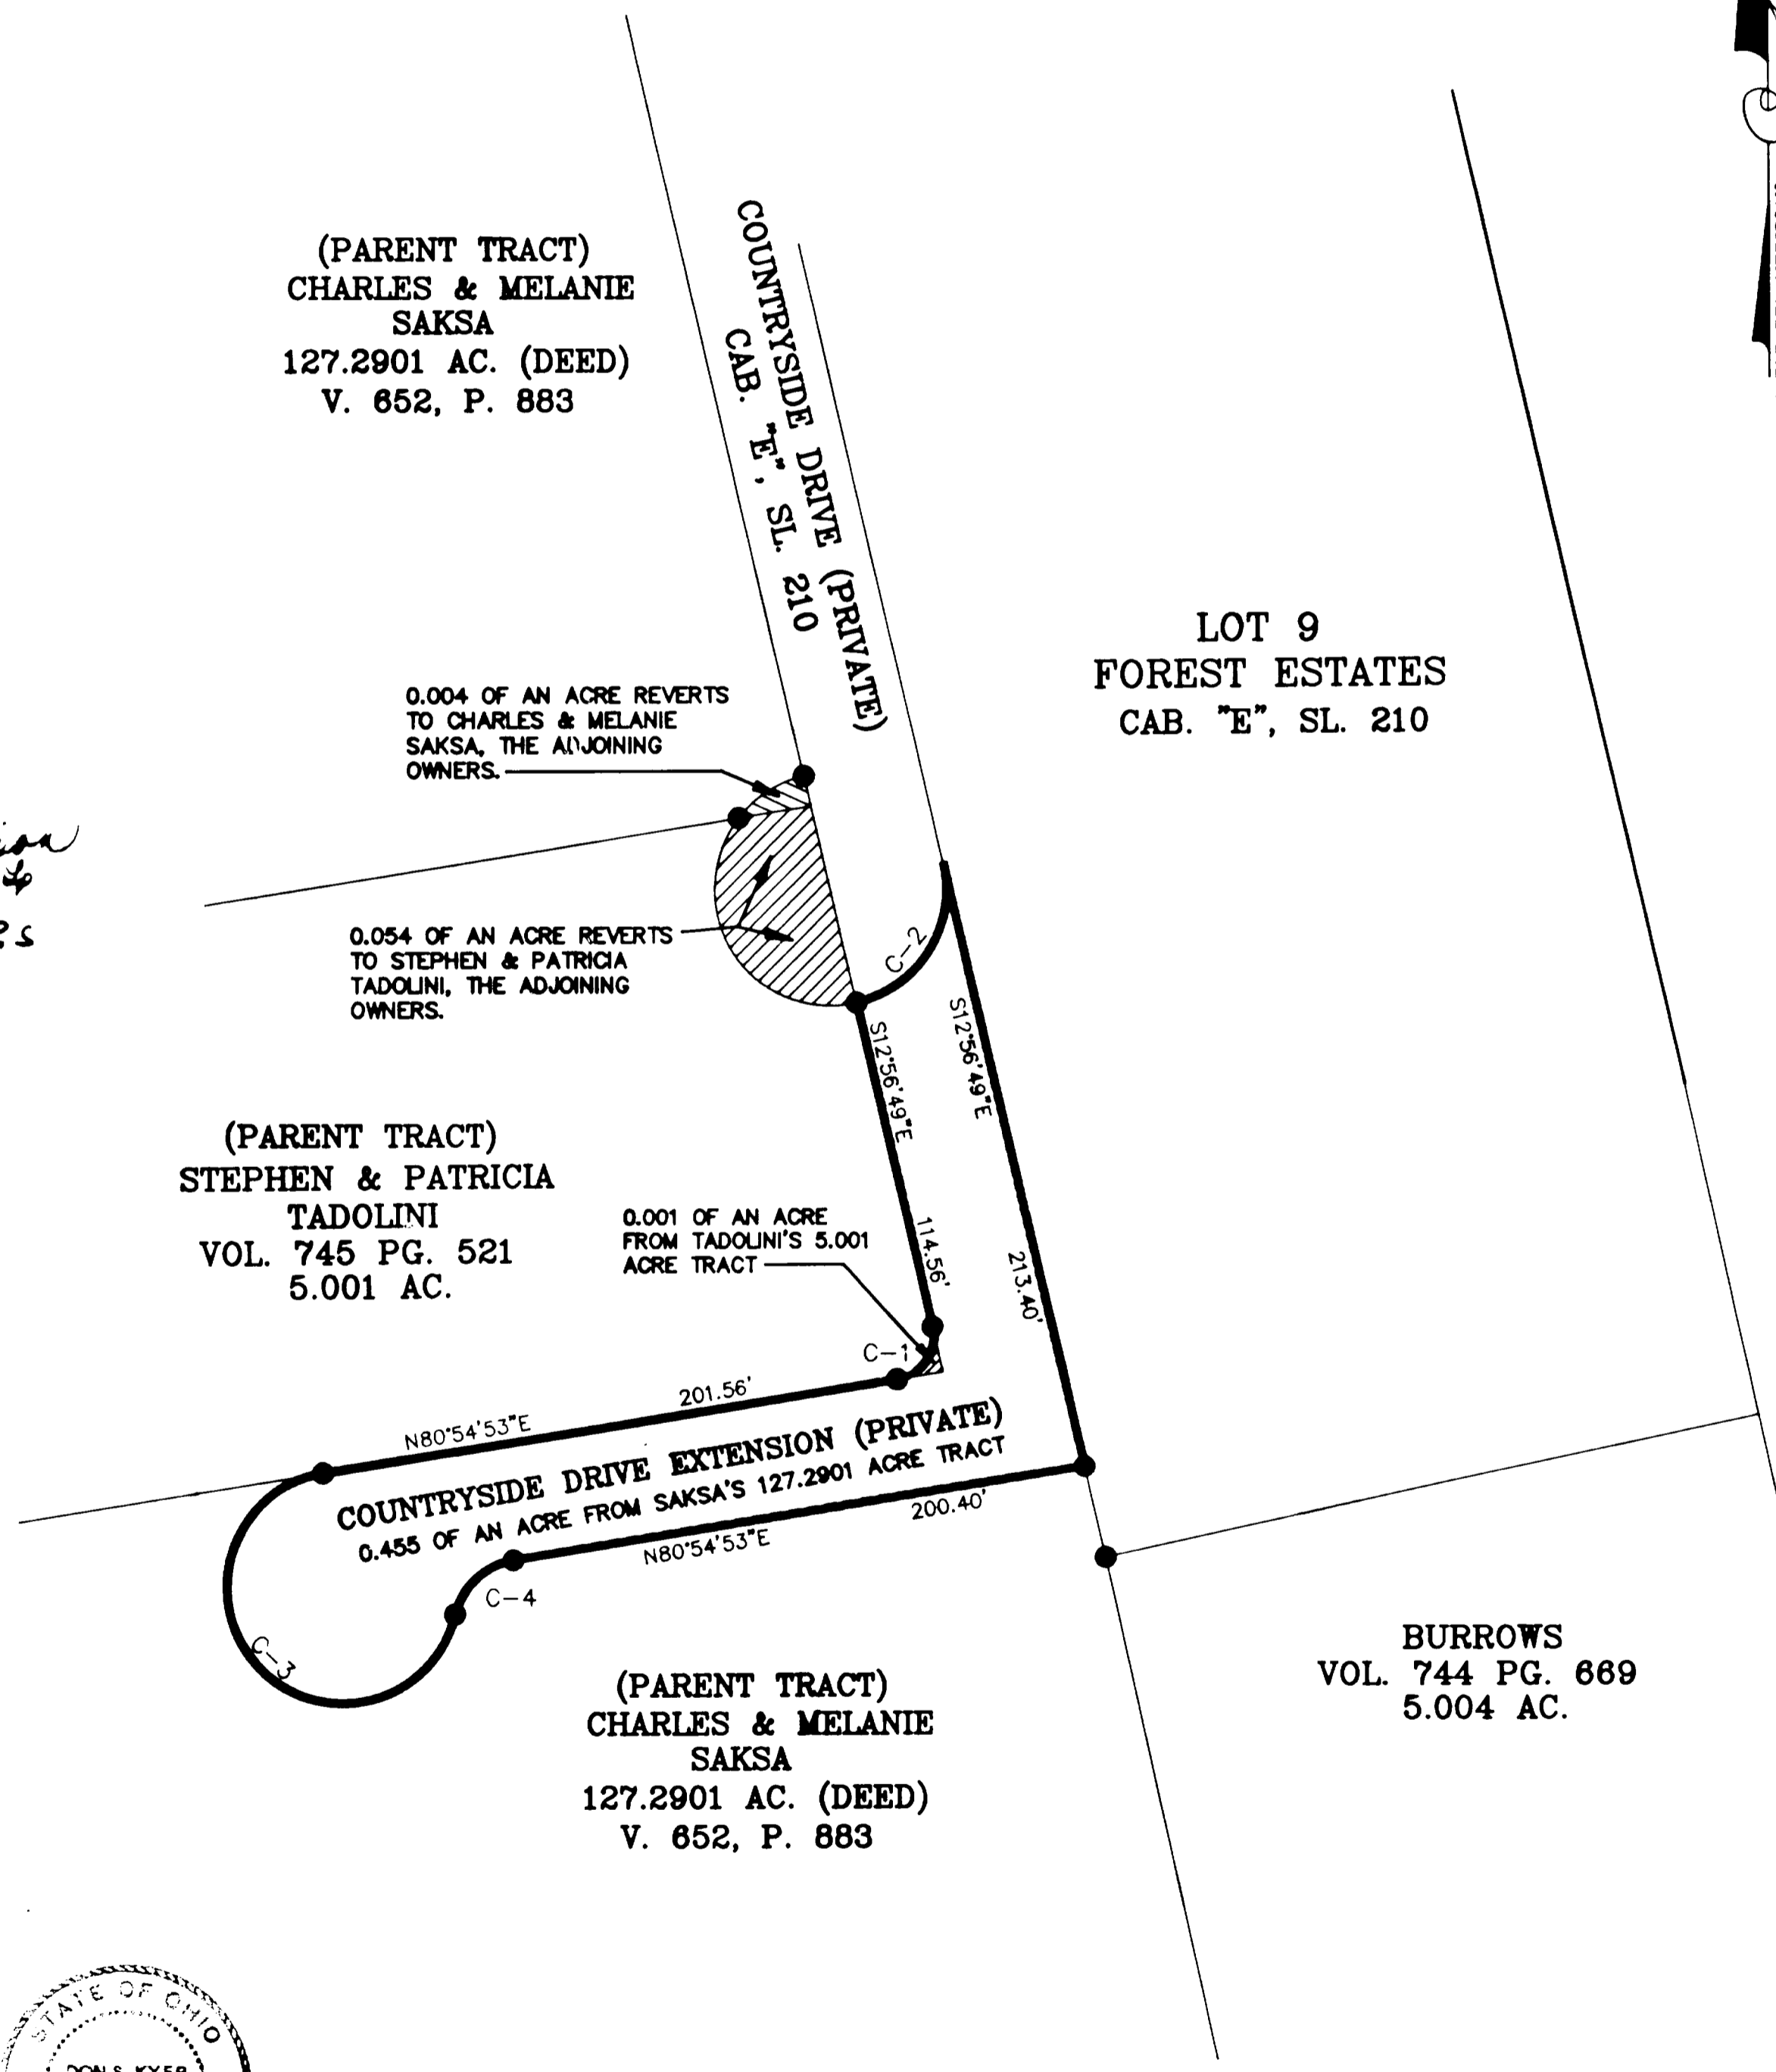 (PARENT TRACT)
CHARLES & MELANIE
SAKSA
127.2901 AC. (DEED)
V. 652, P. 883
COUNTRYSIDE DRIVE (PRIVATE)
CAB. "E", SL. 210
LOT 9
FOREST ESTATES
CAB. "E", SL. 210
0.004 OF AN ACRE REVERTS
TO CHARLES & MELANIE
SAKSA, THE ADJOINING
OWNERS.
0.054 OF AN ACRE REVERTS
TO STEPHEN & PATRICIA
TADOLINI, THE ADJOINING
OWNERS.
C-2
S12°56'49"E
S12°56'49"E
(PARENT TRACT)
STEPHEN & PATRICIA
TADOLINI
VOL. 745 PG. 521
5.001 AC.
0.001 OF AN ACRE
FROM TADOLINI'S 5.001
ACRE TRACT
114.56'
213.40'
C-1
201.56'
N80°54'53"E
COUNTRYSIDE DRIVE EXTENSION (PRIVATE)
0.455 OF AN ACRE FROM SAKSA'S 127.2901 ACRE TRACT
200.40'
N80°54'53"E
C-4
C-3
(PARENT TRACT)
CHARLES & MELANIE
SAKSA
127.2901 AC. (DEED)
V. 652, P. 883
BURROWS
VOL. 744 PG. 669
5.004 AC.
STATE OF OHIO